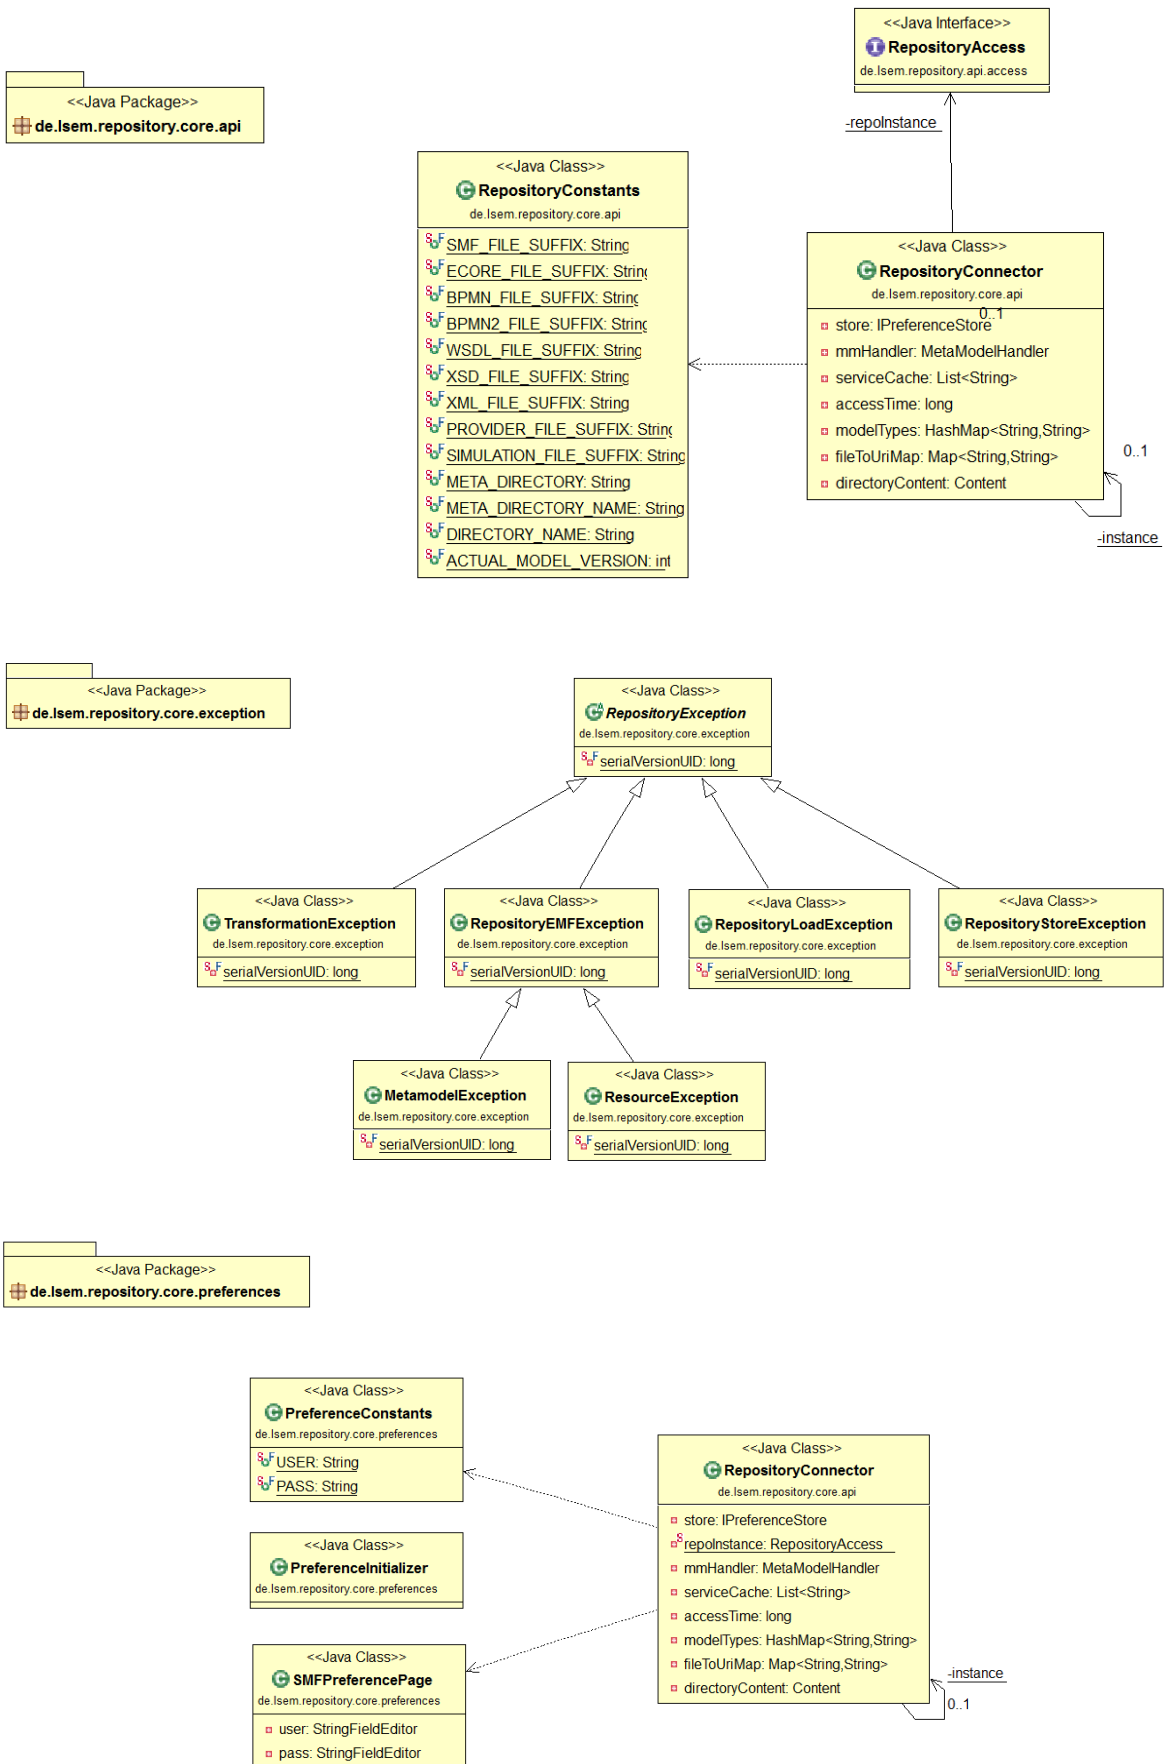 <<Java Interface>>
RepositoryAccess
de.lsem.repository.api.access
<<Java Package>>
de.lsem.repository.core.api
-repoInstance
<<Java Class>>
RepositoryConstants
de.lsem.repository.core.api
SMF_FILE_SUFFIX: String
ECORE_FILE_SUFFIX: String
BPMN_FILE_SUFFIX: String
BPMN2_FILE_SUFFIX: String
WSDL_FILE_SUFFIX: String
XSD_FILE_SUFFIX: String
XML_FILE_SUFFIX: String
PROVIDER_FILE_SUFFIX: String
SIMULATION_FILE_SUFFIX: String
META_DIRECTORY: String
META_DIRECTORY_NAME: String
DIRECTORY_NAME: String
ACTUAL_MODEL_VERSION: int
<<Java Class>>
RepositoryConnector
de.lsem.repository.core.api
0..1
store: IPreferenceStore
mmHandler: MetaModelHandler
serviceCache: List<String>
accessTime: long
modelTypes: HashMap<String,String>
fileToUriMap: Map<String,String>
directoryContent: Content
0..1
-instance
<<Java Package>>
de.lsem.repository.core.exception
<<Java Class>>
RepositoryException
de.lsem.repository.core.exception
serialVersionUID: long
<<Java Class>>
TransformationException
de.lsem.repository.core.exception
serialVersionUID: long
<<Java Class>>
RepositoryEMFException
de.lsem.repository.core.exception
serialVersionUID: long
<<Java Class>>
RepositoryLoadException
de.lsem.repository.core.exception
serialVersionUID: long
<<Java Class>>
RepositoryStoreException
de.lsem.repository.core.exception
serialVersionUID: long
<<Java Class>>
MetamodelException
de.lsem.repository.core.exception
serialVersionUID: long
<<Java Class>>
ResourceException
de.lsem.repository.core.exception
serialVersionUID: long
<<Java Package>>
de.lsem.repository.core.preferences
<<Java Class>>
PreferenceConstants
de.lsem.repository.core.preferences
USER: String
PASS: String
<<Java Class>>
PreferenceInitializer
de.lsem.repository.core.preferences
<<Java Class>>
SMFPreferencePage
de.lsem.repository.core.preferences
user: StringFieldEditor
pass: StringFieldEditor
<<Java Class>>
RepositoryConnector
de.lsem.repository.core.api
store: IPreferenceStore
repoInstance: RepositoryAccess
mmHandler: MetaModelHandler
serviceCache: List<String>
accessTime: long
modelTypes: HashMap<String,String>
fileToUriMap: Map<String,String>
directoryContent: Content
-instance
0..1